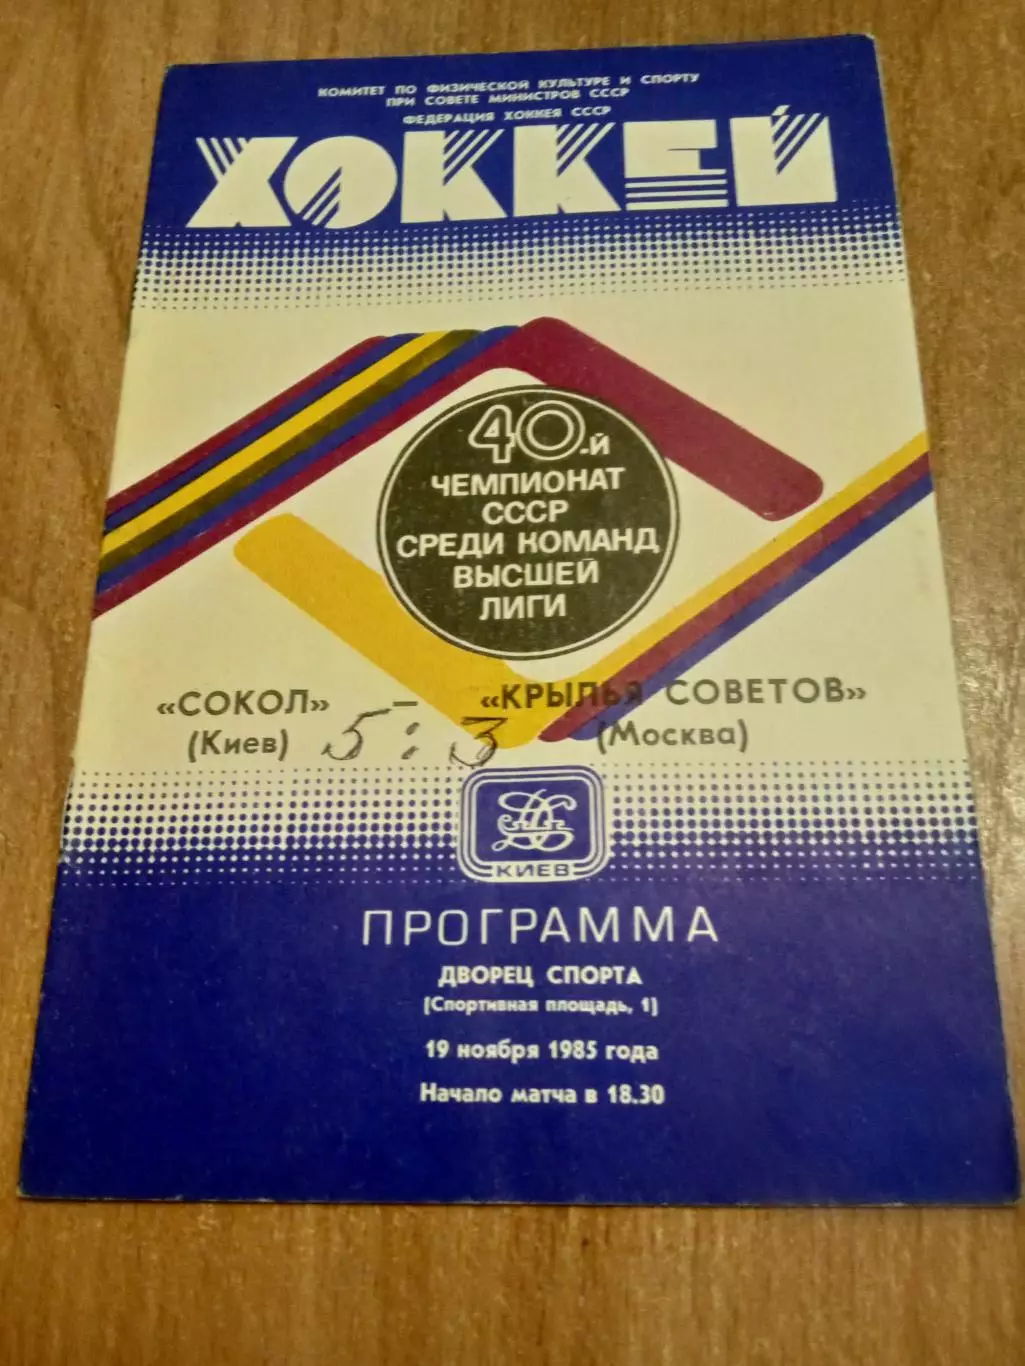 КОМИТЕТ ПО ФИЗИЧЕСКОЙ КУЛЬТУРЕ И СПОРТУ
ПРИ СОВЕТЕ МИНИСТРОВ СССР
ФЕДЕРАЦИЯ ХОККЕЯ СССР
ХОККЕЙ
40-й
ЧЕМПИОНАТ
СССР
СРЕДИ КОМАНД
ВЫСШЕЙ
ЛИГИ
«СОКОЛ» – «КРЫЛЬЯ СОВЕТОВ»
(Киев) 5:3 (Москва)
КИЕВ
ПРОГРАММА
ДВОРЕЦ СПОРТА
(Спортивная площадь, 1)
19 ноября 1985 года
Начало матча в 18.30